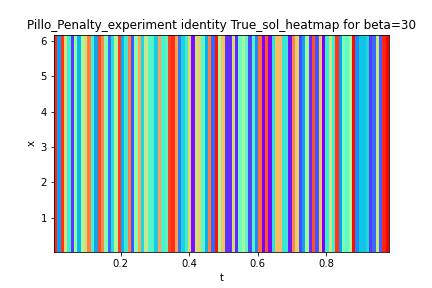 Pillo_Penalty_experiment identity True_sol_heatmap for beta=30
6
5
4
3
2
1
x
0.2 0.4 0.6 0.8
t